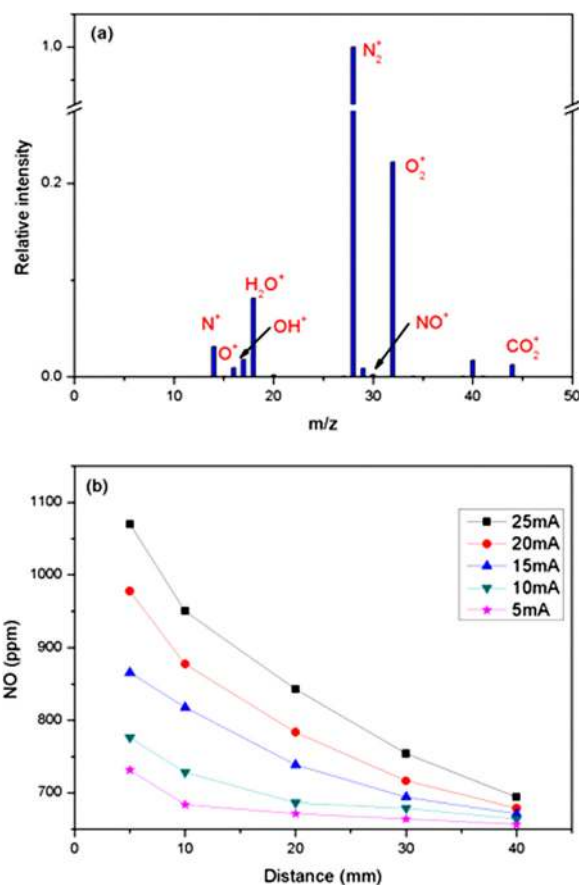 (a)
1.0
0.2
0.0
Relative intensity
N⁺
O⁺
OH⁺
H₂O⁺
N₂⁺
O₂⁺
NO⁺
CO₂⁺
0 10 20 30 40 50
m/z
(b)
1100
1000
900
800
700
NO (ppm)
25mA
20mA
15mA
10mA
5mA
0 10 20 30 40
Distance (mm)